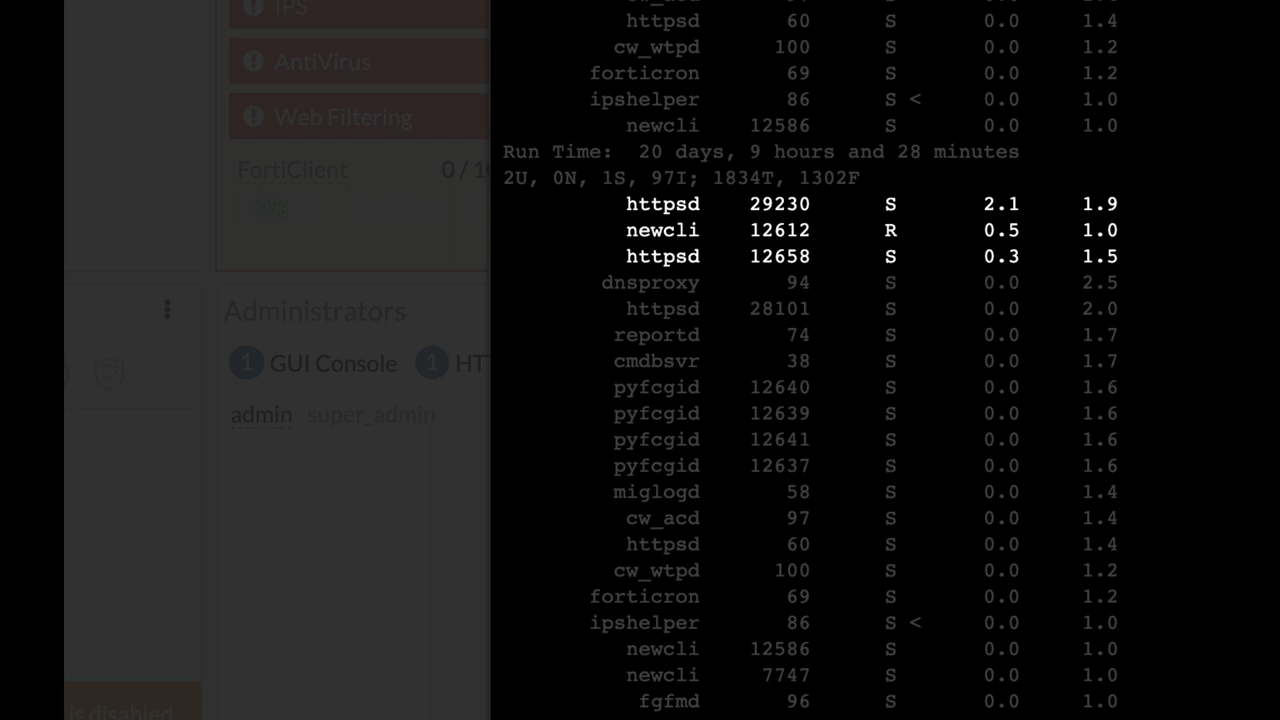 IPS
AntiVirus
Web Filtering
FortiClient 0 / 10
0%
Administrators
1 GUI Console 1 HT
admin super_admin
is disabled
httpsd 60 S 0.0 1.4
cw_wtpd 100 S 0.0 1.2
forticron 69 S 0.0 1.2
ipshelper 86 S < 0.0 1.0
newcli 12586 S 0.0 1.0
Run Time: 20 days, 9 hours and 28 minutes
2U, 0N, 1S, 97I; 1834T, 1302F
httpsd 29230 S 2.1 1.9
newcli 12612 R 0.5 1.0
httpsd 12658 S 0.3 1.5
dnsproxy 94 S 0.0 2.5
httpsd 28101 S 0.0 2.0
reportd 74 S 0.0 1.7
cmdbsvr 38 S 0.0 1.7
pyfcgid 12640 S 0.0 1.6
pyfcgid 12639 S 0.0 1.6
pyfcgid 12641 S 0.0 1.6
pyfcgid 12637 S 0.0 1.6
miglogd 58 S 0.0 1.4
cw_acd 97 S 0.0 1.4
httpsd 60 S 0.0 1.4
cw_wtpd 100 S 0.0 1.2
forticron 69 S 0.0 1.2
ipshelper 86 S < 0.0 1.0
newcli 12586 S 0.0 1.0
newcli 7747 S 0.0 1.0
fgfmd 96 S 0.0 1.0